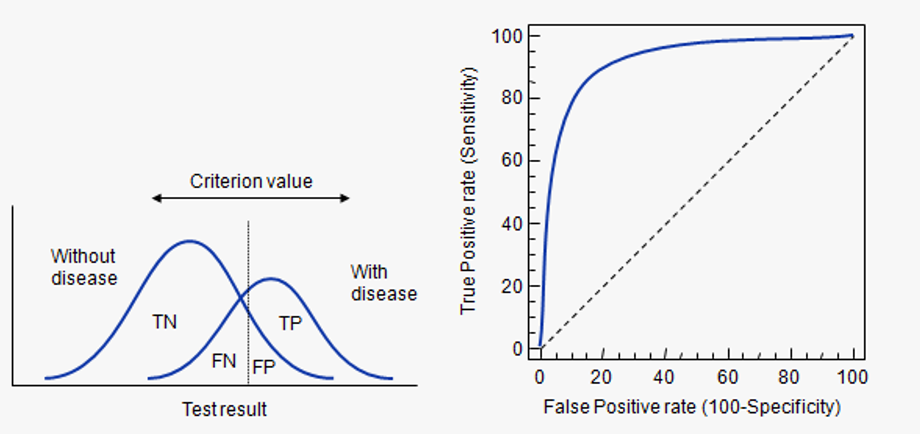 Criterion value
Without
disease
With
disease
TN
TP
FN
FP
Test result
True Positive rate (Sensitivity)
100
80
60
40
20
0
0
20
40
60
80
100
False Positive rate (100-Specificity)